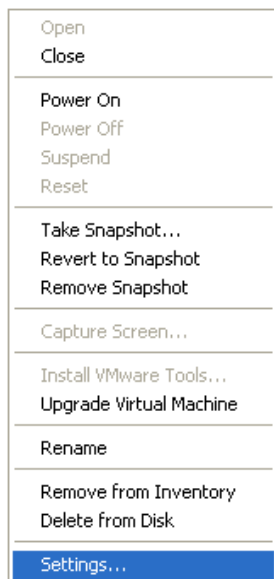 Open
Close
Power On
Power Off
Suspend
Reset
Take Snapshot...
Revert to Snapshot
Remove Snapshot
Capture Screen...
Install VMware Tools...
Upgrade Virtual Machine
Rename
Remove from Inventory
Delete from Disk
Settings...